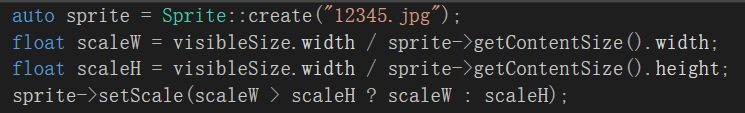 auto sprite = Sprite::create("12345.jpg");
float scaleW = visibleSize.width / sprite->getContentSize().width;
float scaleH = visibleSize.width / sprite->getContentSize().height;
sprite->setScale(scaleW > scaleH ? scaleW : scaleH);